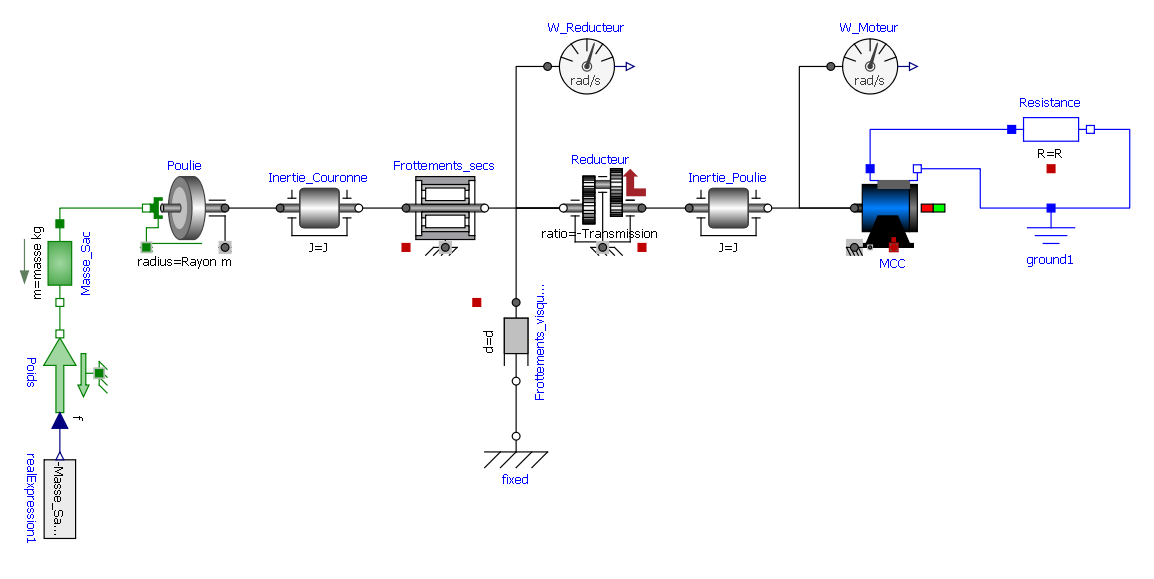 W_Reducteur
W_Moteur
rad/s
rad/s
Resistance
R=R
Poulie
Inertie_Couronne
Frottements_secs
Reducteur
Inertie_Poulie
radius=Rayon m
J=J
ratio=-Transmission
J=J
MCC
ground1
m=masse kg
Masse_Sac
d=d
Frottements_visqu...
Poids
f
fixed
realExpression1
-Masse_Sa...